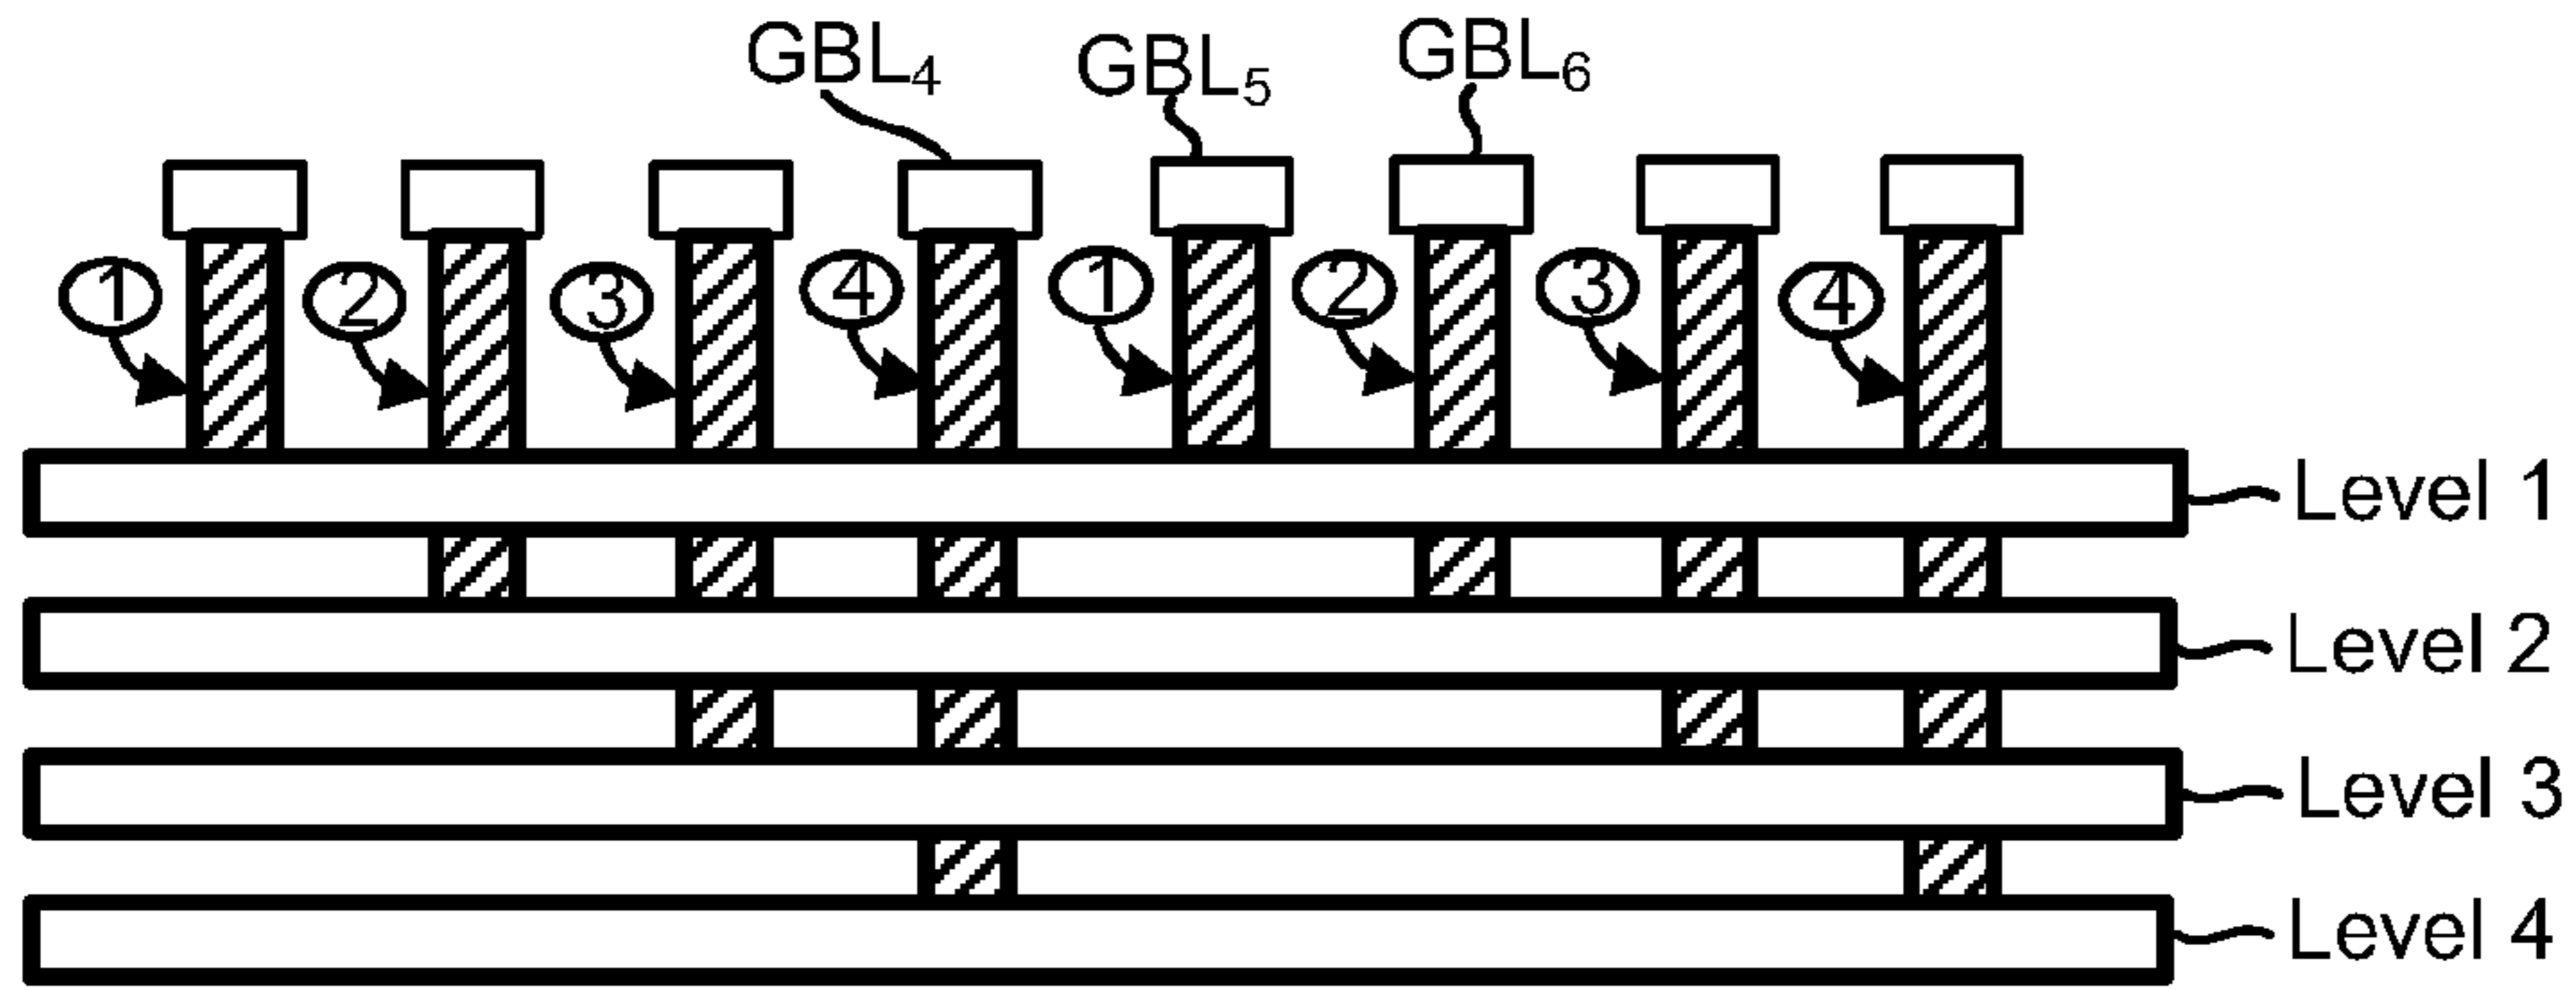 GBL₄ GBL₅ GBL₆
1 2 3 4 1 2 3 4
Level 1
Level 2
Level 3
Level 4